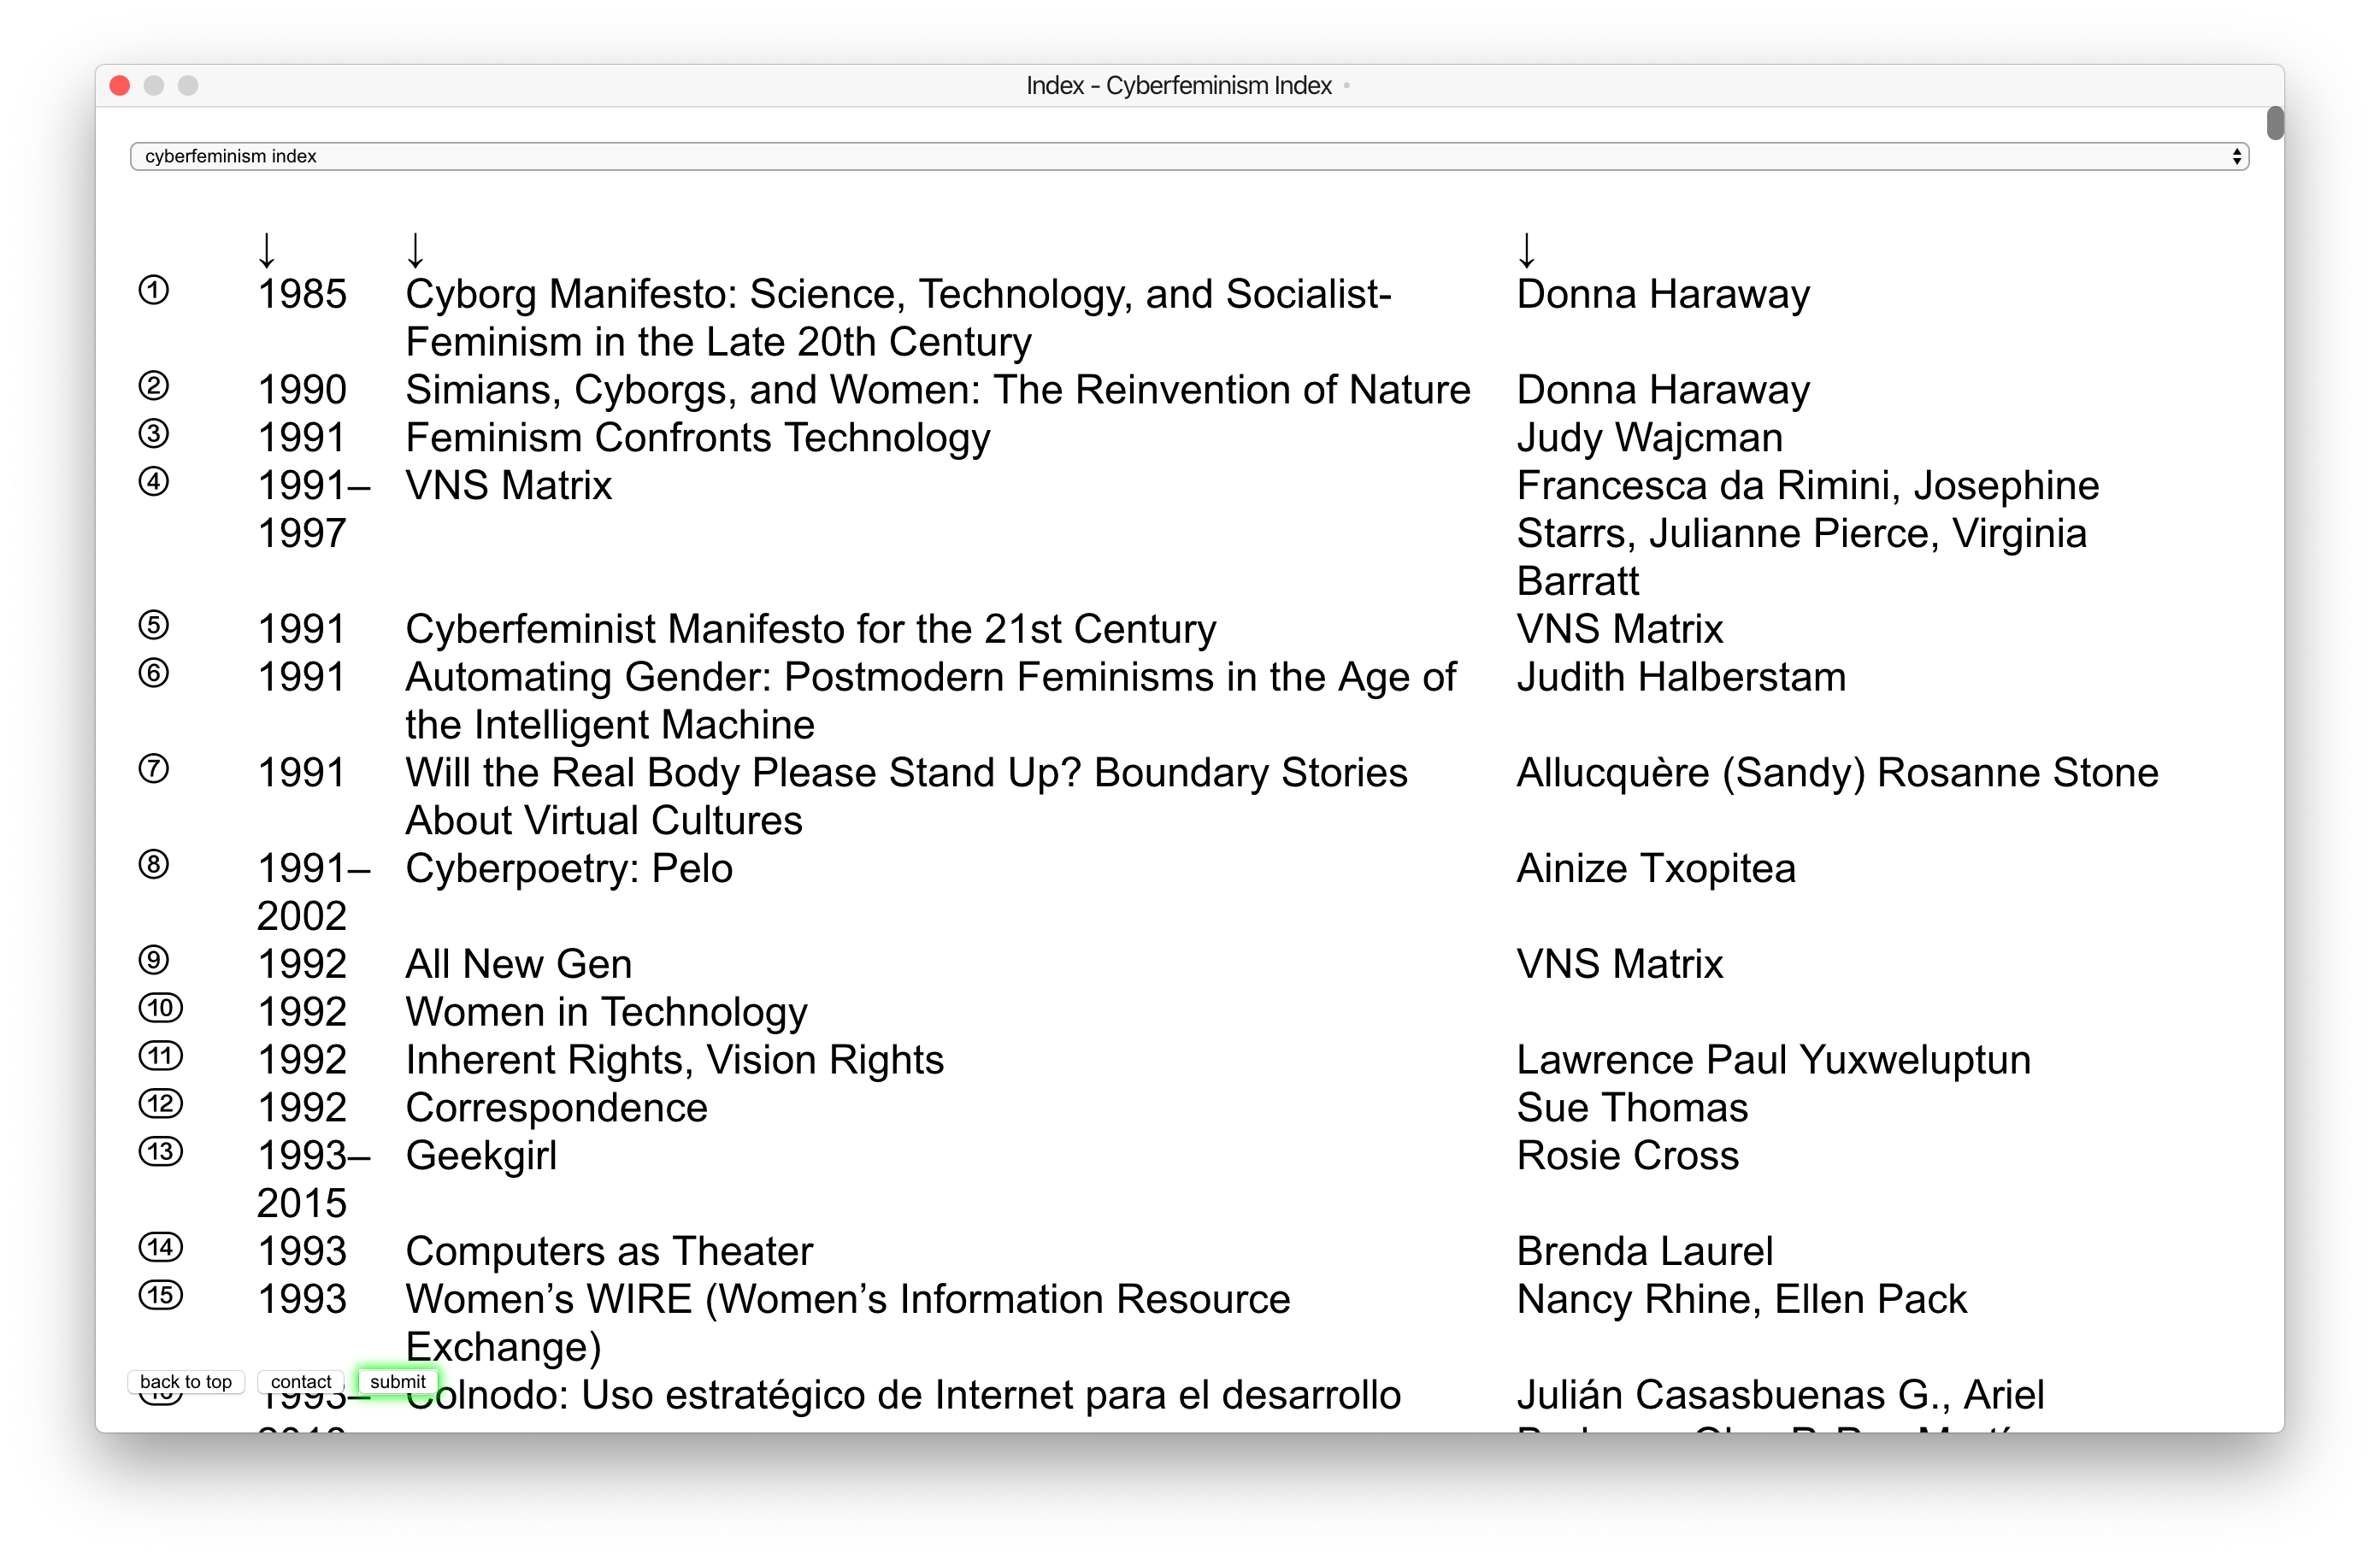 Index - Cyberfeminism Index
cyberfeminism index
↓ ↓ ↓
① 1985 Cyborg Manifesto: Science, Technology, and Socialist- Donna Haraway
Feminism in the Late 20th Century
② 1990 Simians, Cyborgs, and Women: The Reinvention of Nature Donna Haraway
③ 1991 Feminism Confronts Technology Judy Wajcman
④ 1991– VNS Matrix Francesca da Rimini, Josephine
1997 Starrs, Julianne Pierce, Virginia
Barratt
⑤ 1991 Cyberfeminist Manifesto for the 21st Century VNS Matrix
⑥ 1991 Automating Gender: Postmodern Feminisms in the Age of Judith Halberstam
the Intelligent Machine
⑦ 1991 Will the Real Body Please Stand Up? Boundary Stories Allucquère (Sandy) Rosanne Stone
About Virtual Cultures
⑧ 1991– Cyberpoetry: Pelo Ainize Txopitea
2002
⑨ 1992 All New Gen VNS Matrix
⑩ 1992 Women in Technology
⑪ 1992 Inherent Rights, Vision Rights Lawrence Paul Yuxweluptun
⑫ 1992 Correspondence Sue Thomas
⑬ 1993– Geekgirl Rosie Cross
2015
⑭ 1993 Computers as Theater Brenda Laurel
⑮ 1993 Women’s WIRE (Women’s Information Resource Nancy Rhine, Ellen Pack
Exchange)
back to top contact submit
1993– Colnodo: Uso estratégico de Internet para el desarrollo Julián Casasbuenas G., Ariel